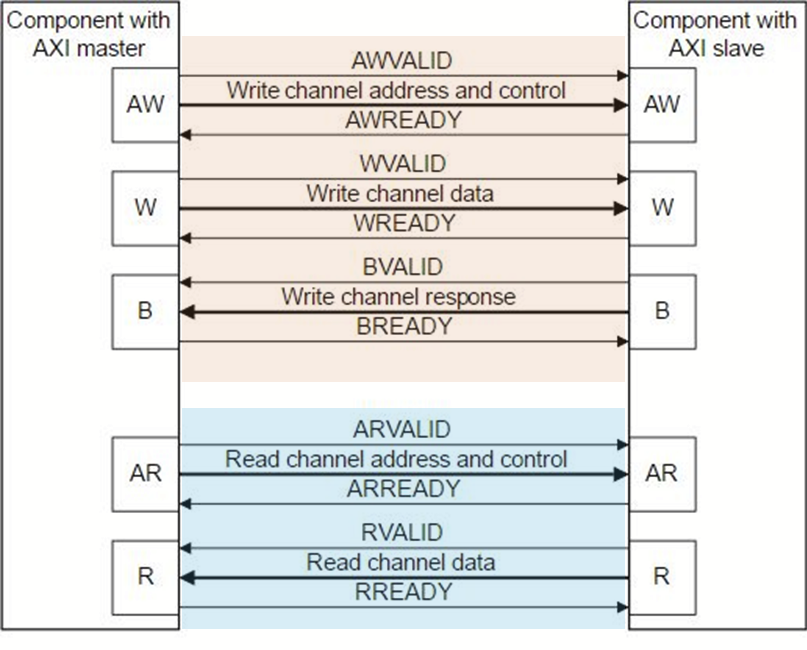 Component with
AXI master
Component with
AXI slave
AWVALID
AW
Write channel address and control
AW
AWREADY
WVALID
W
Write channel data
W
WREADY
BVALID
B
Write channel response
B
BREADY
ARVALID
AR
Read channel address and control
AR
ARREADY
RVALID
R
Read channel data
R
RREADY